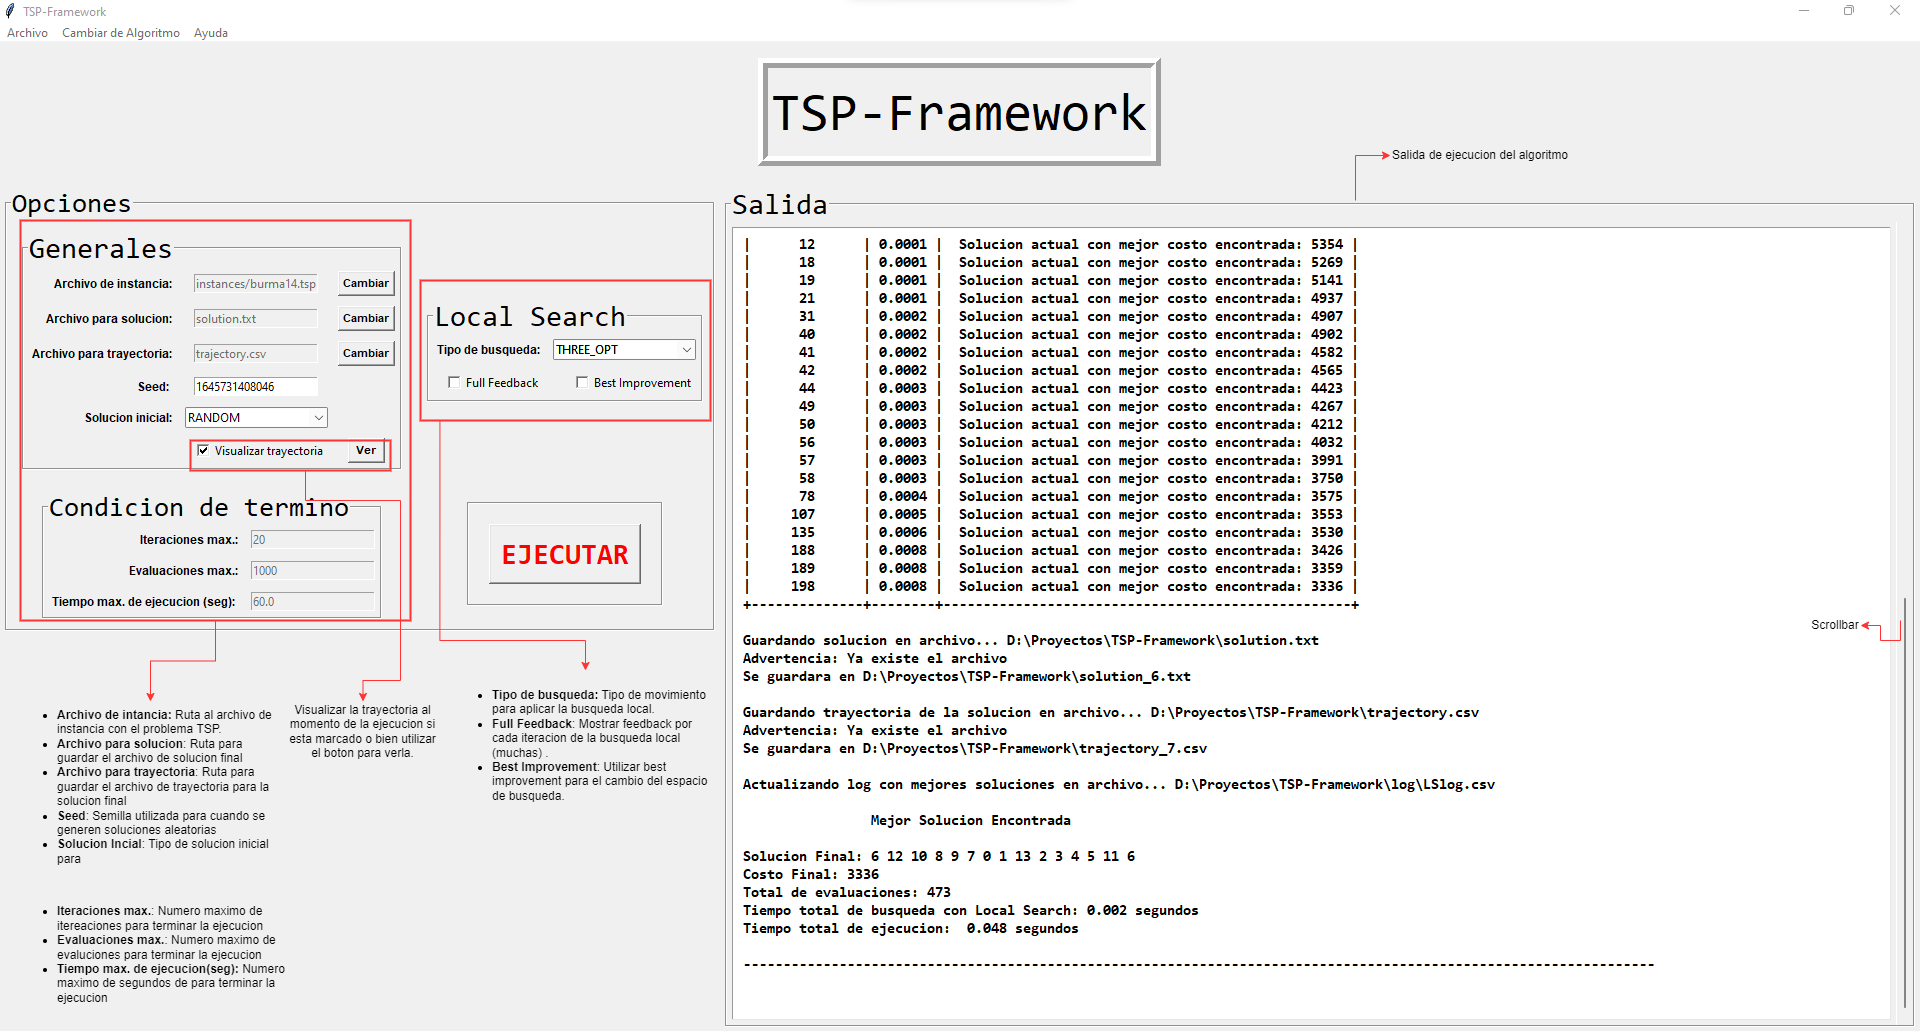 TSP-Framework
Archivo Cambiar de Algoritmo Ayuda
TSP-Framework
Salida de ejecucion del algoritmo
Opciones
Generales
Archivo de instancia: instances/burma14.tsp Cambiar
Archivo para solucion: solution.txt Cambiar
Archivo para trayectoria: trajectory.csv Cambiar
Seed: 1645731408046
Solucion inicial: RANDOM
Visualizar trayectoria Ver
Condicion de termino
Iteraciones max.: 20
Evaluaciones max.: 1000
Tiempo max. de ejecucion (seg): 60.0
Local Search
Tipo de busqueda: THREE_OPT
Full Feedback Best Improvement
EJECUTAR
• Archivo de intancia: Ruta al archivo de
instancia con el problema TSP.
• Archivo para solucion: Ruta para
guardar el archivo de solucion final
• Archivo para trayectoria: Ruta para
guardar el archivo de trayectoria para la
solucion final
• Seed: Semilla utilizada para cuando se
generen soluciones aleatorias
• Solucion Incial: Tipo de solucion inicial
para
• Iteraciones max.: Numero maximo de
itereaciones para terminar la ejecucion
• Evaluaciones max.: Numero maximo de
evaluciones para terminar la ejecucion
• Tiempo max. de ejecucion(seg): Numero
maximo de segundos de para terminar la
ejecucion
Visualizar la trayectoria al
momento de la ejecucion si
esta marcado o bien utilizar
el boton para verla.
• Tipo de busqueda: Tipo de movimiento
para aplicar la busqueda local.
• Full Feedback: Mostrar feedback por
cada iteracion de la busqueda local
(muchas) .
• Best Improvement: Utilizar best
improvement para el cambio del espacio
de busqueda.
Salida
| 12 | 0.0001 | Solucion actual con mejor costo encontrada: 5354 |
| 18 | 0.0001 | Solucion actual con mejor costo encontrada: 5269 |
| 19 | 0.0001 | Solucion actual con mejor costo encontrada: 5141 |
| 21 | 0.0001 | Solucion actual con mejor costo encontrada: 4937 |
| 31 | 0.0002 | Solucion actual con mejor costo encontrada: 4907 |
| 40 | 0.0002 | Solucion actual con mejor costo encontrada: 4902 |
| 41 | 0.0002 | Solucion actual con mejor costo encontrada: 4582 |
| 42 | 0.0002 | Solucion actual con mejor costo encontrada: 4565 |
| 44 | 0.0003 | Solucion actual con mejor costo encontrada: 4423 |
| 49 | 0.0003 | Solucion actual con mejor costo encontrada: 4267 |
| 50 | 0.0003 | Solucion actual con mejor costo encontrada: 4212 |
| 56 | 0.0003 | Solucion actual con mejor costo encontrada: 4032 |
| 57 | 0.0003 | Solucion actual con mejor costo encontrada: 3991 |
| 58 | 0.0003 | Solucion actual con mejor costo encontrada: 3750 |
| 78 | 0.0004 | Solucion actual con mejor costo encontrada: 3575 |
| 107 | 0.0005 | Solucion actual con mejor costo encontrada: 3553 |
| 135 | 0.0006 | Solucion actual con mejor costo encontrada: 3530 |
| 188 | 0.0008 | Solucion actual con mejor costo encontrada: 3426 |
| 189 | 0.0008 | Solucion actual con mejor costo encontrada: 3359 |
| 198 | 0.0008 | Solucion actual con mejor costo encontrada: 3336 |
+--------------+--------+---------------------------------------------------+
Scrollbar
Guardando solucion en archivo... D:\Proyectos\TSP-Framework\solution.txt
Advertencia: Ya existe el archivo
Se guardara en D:\Proyectos\TSP-Framework\solution_6.txt
Guardando trayectoria de la solucion en archivo... D:\Proyectos\TSP-Framework\trajectory.csv
Advertencia: Ya existe el archivo
Se guardara en D:\Proyectos\TSP-Framework\trajectory_7.csv
Actualizando log con mejores soluciones en archivo... D:\Proyectos\TSP-Framework\log\LSlog.csv
Mejor Solucion Encontrada
Solucion Final: 6 12 10 8 9 7 0 1 13 2 3 4 5 11 6
Costo Final: 3336
Total de evaluaciones: 473
Tiempo total de busqueda con Local Search: 0.002 segundos
Tiempo total de ejecucion: 0.048 segundos
------------------------------------------------------------------------------------------------------------------